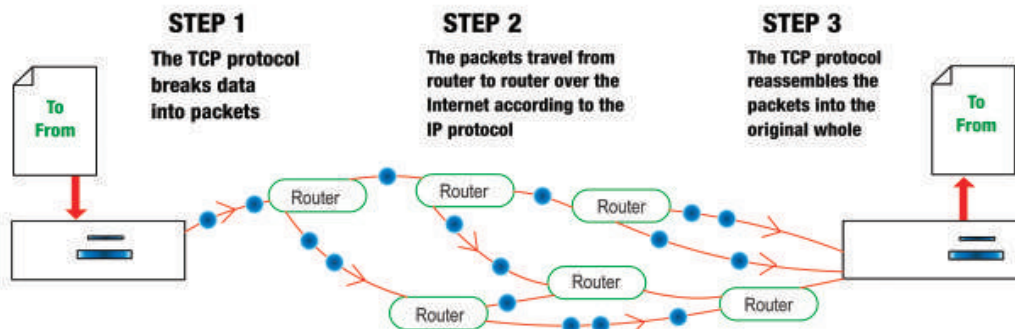 STEP 1
The TCP protocol
breaks data
into packets
STEP 2
The packets travel from
router to router over the
Internet according to the
IP protocol
STEP 3
The TCP protocol
reassembles the
packets into the
original whole
To
From
To
From
Router
Router
Router
Router
Router
Router